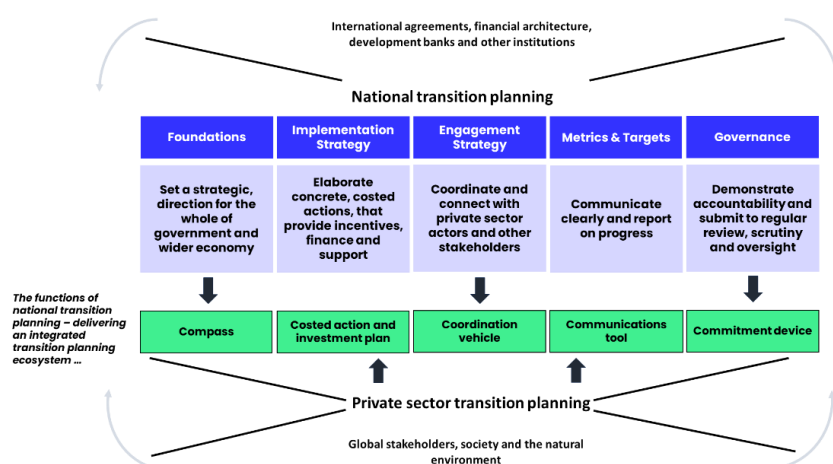 International agreements, financial architecture,
development banks and other institutions
National transition planning
Foundations
Implementation
Strategy
Engagement
Strategy
Metrics & Targets
Governance
Set a strategic,
direction for the
whole of
government and
wider economy
Elaborate
concrete, costed
actions, that
provide incentives,
finance and
support
Coordinate and
connect with
private sector
actors and other
stakeholders
Communicate
clearly and report
on progress
Demonstrate
accountability and
submit to regular
review, scrutiny
and oversight
The functions of
national transition
planning – delivering
an integrated
transition planning
ecosystem ...
Compass
Costed action and
investment plan
Coordination
vehicle
Communications
tool
Commitment device
Private sector transition planning
Global stakeholders, society and the natural
environment